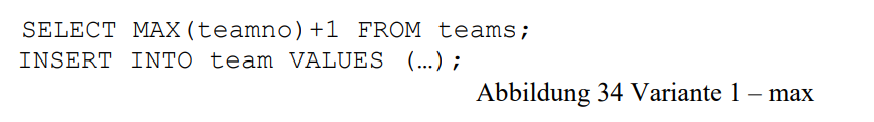 SELECT MAX(teamno)+1 FROM teams;
INSERT INTO team VALUES (…);
Abbildung 34 Variante 1 – max